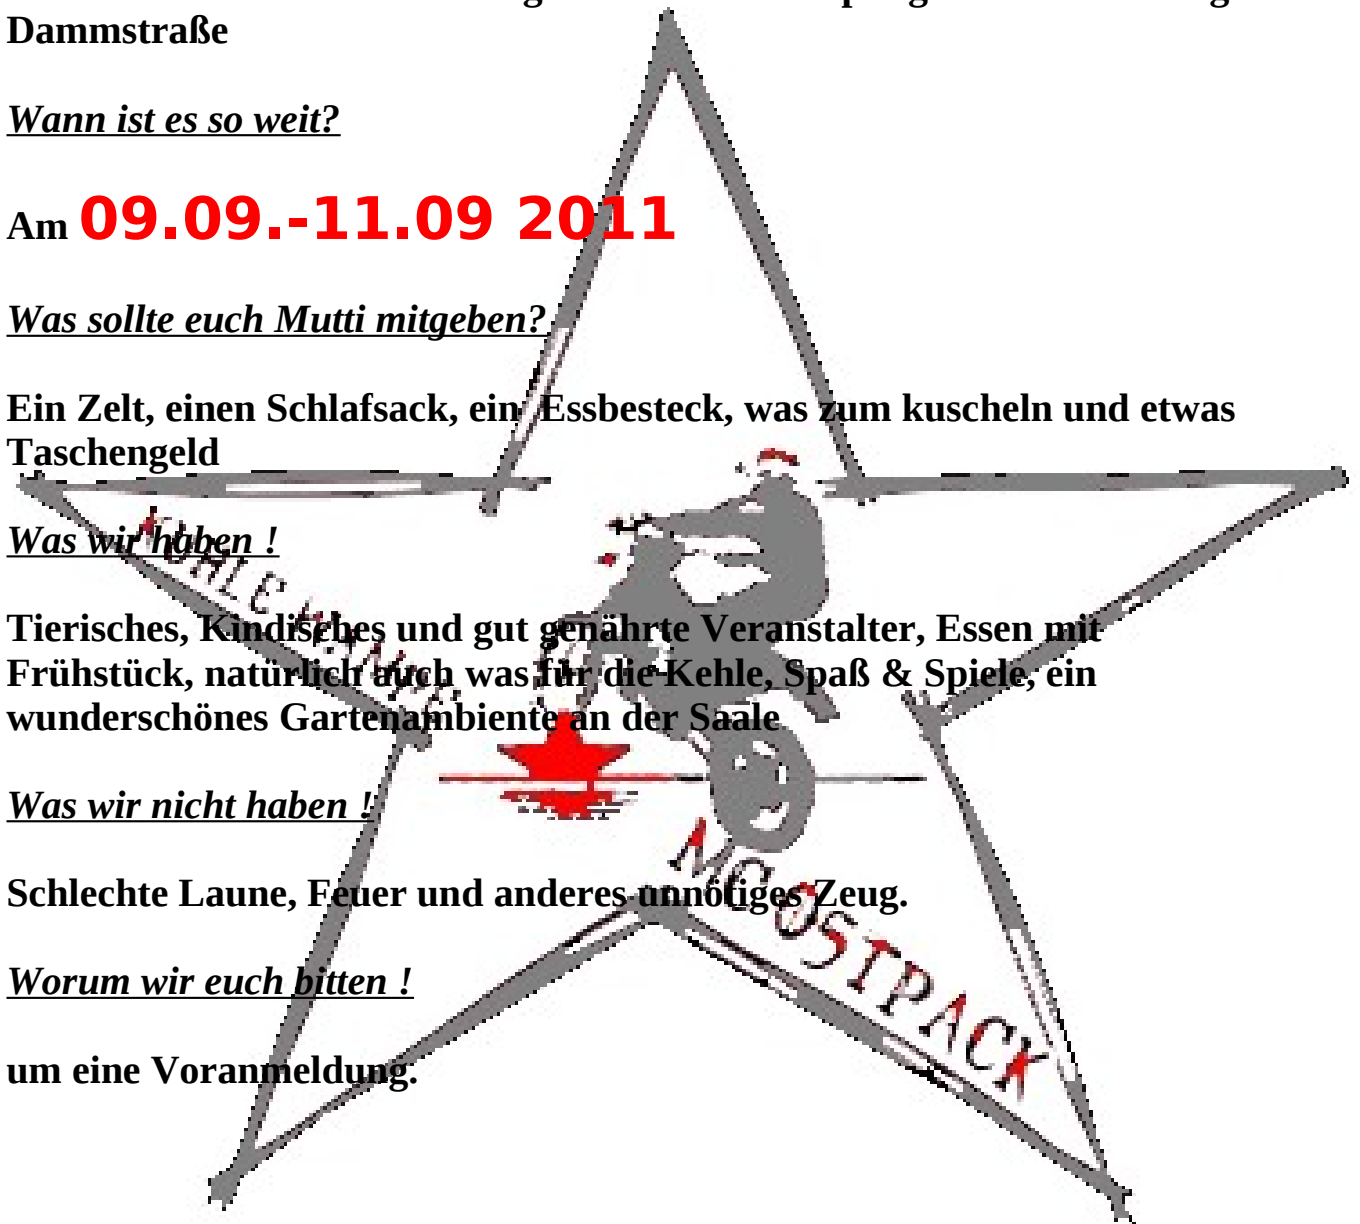 Dammstraße
Wann ist es so weit?
Am 09.09.-11.09 2011
Was sollte euch Mutti mitgeben?
Ein Zelt, einen Schlafsack, ein Essbesteck, was zum kuscheln und etwas
Taschengeld
Was wir haben !
Tierisches, Kindisches und gut genährte Veranstalter, Essen mit
Frühstück, natürlich auch was für die Kehle, Spaß & Spiele, ein
wunderschönes Gartenambiente an der Saale
Was wir nicht haben !
Schlechte Laune, Feuer und anderes unnötiges Zeug.
MC OSTPACK
Worum wir euch bitten !
um eine Voranmeldung.